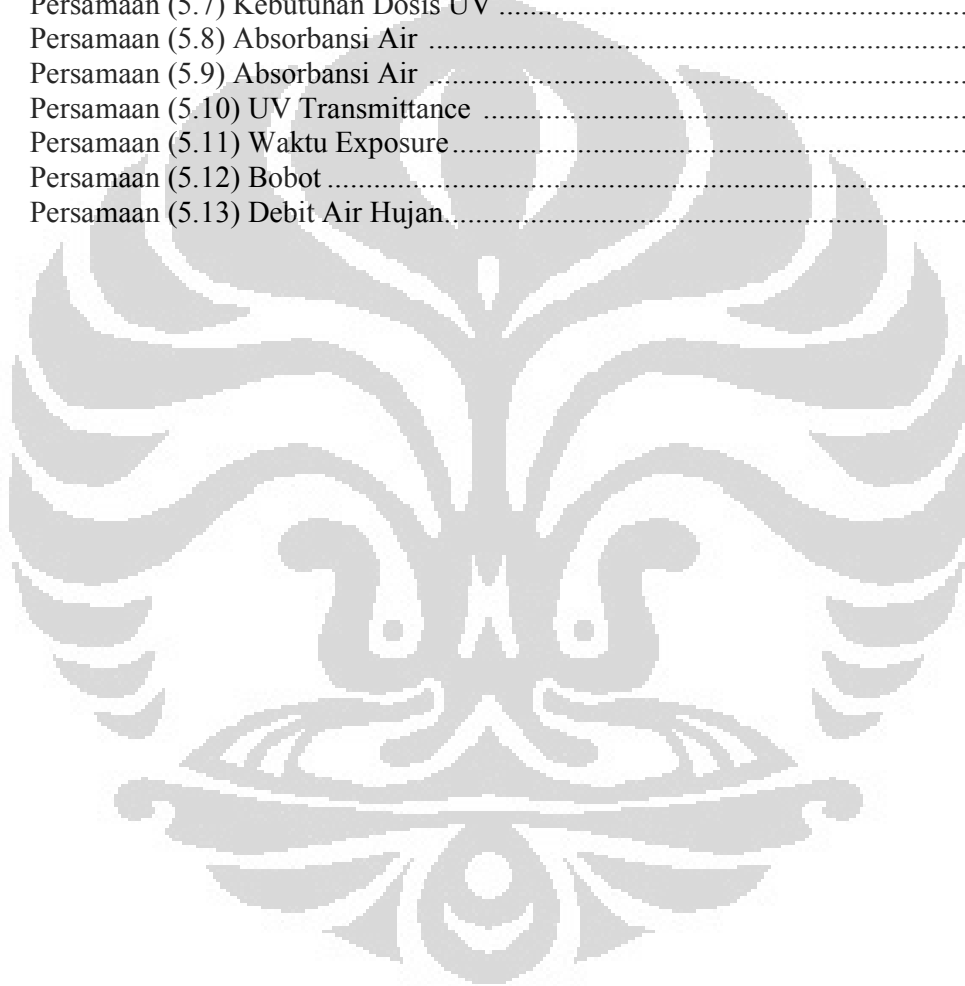 Persamaan (5.7) Kebutuhan Dosis UV ................................................................
Persamaan (5.8) Absorbansi Air ................................................................
Persamaan (5.9) Absorbansi Air ................................................................
Persamaan (5.10) UV Transmittance ................................................................
Persamaan (5.11) Waktu Exposure ................................................................
Persamaan (5.12) Bobot ................................................................
Persamaan (5.13) Debit Air Hujan ................................................................